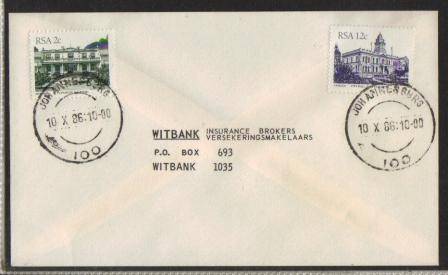 RSA 2c
RSA 12c
JOHANNESBURG
10 X 86:10-00
100
JOHANNESBURG
10 X 86:10-00
100
WITBANK INSURANCE BROKERS
VERSEKERINGSMAKELAARS
P.O. BOX 693
WITBANK 1035